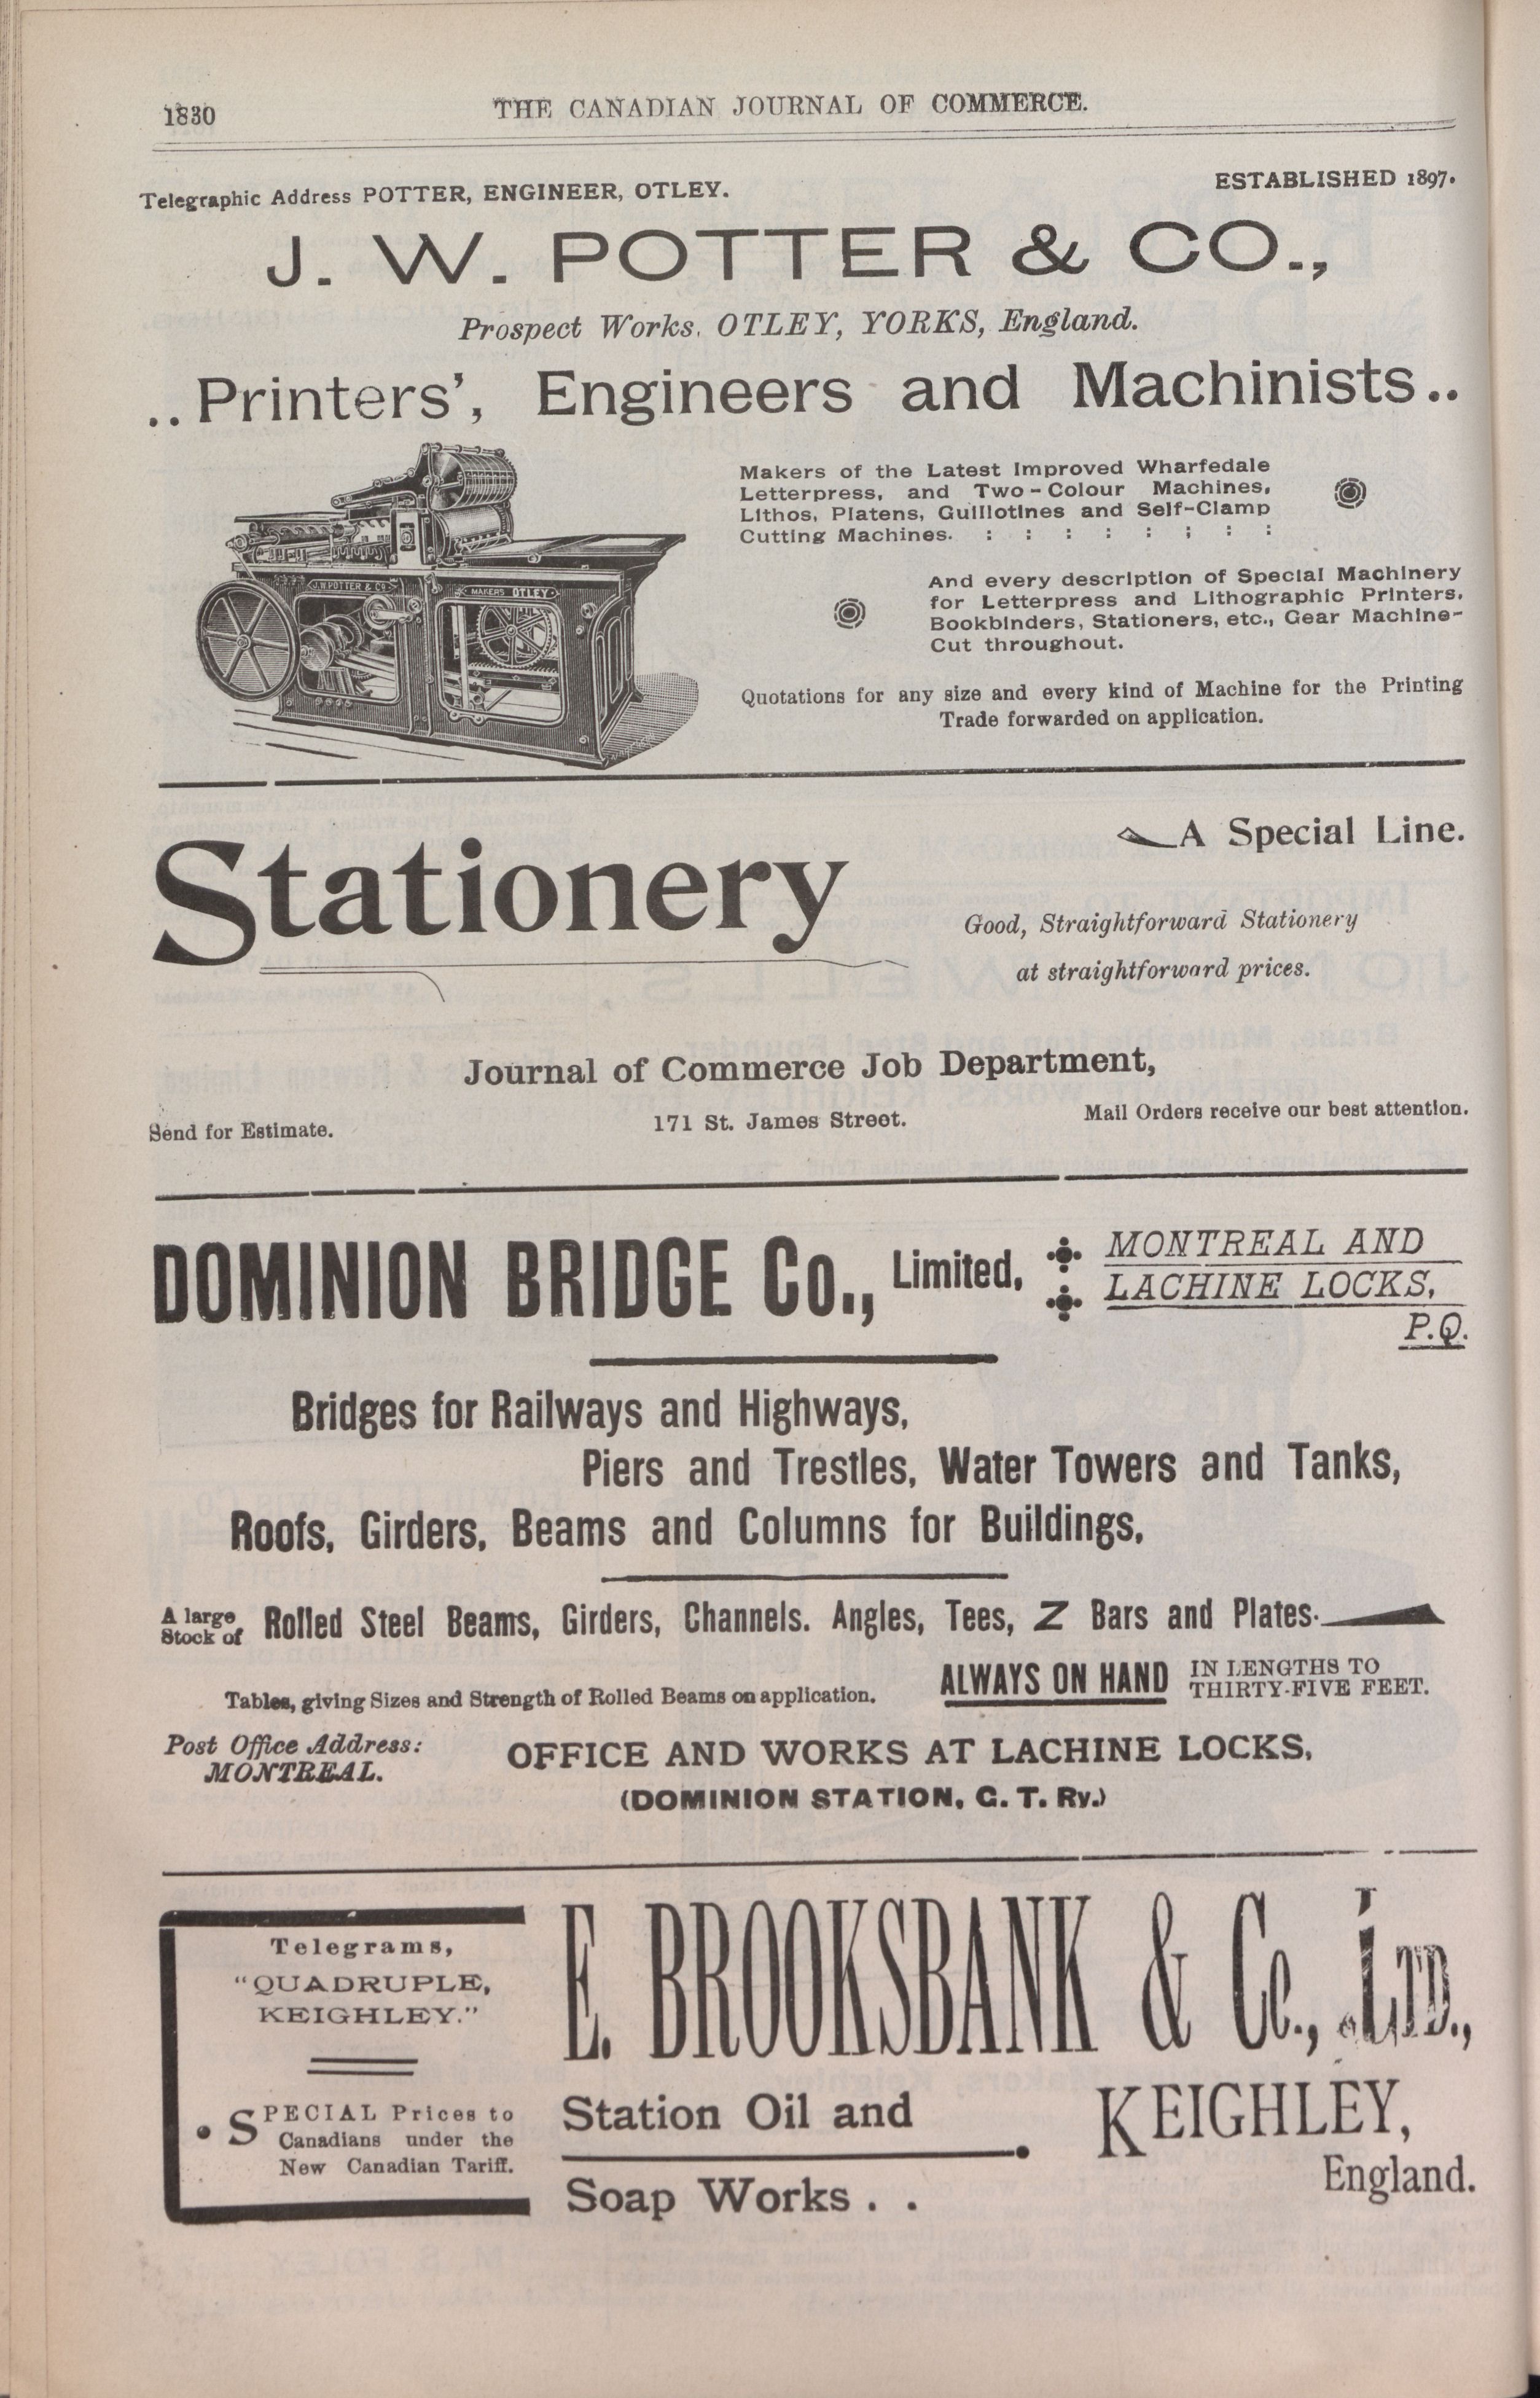 1830
THE CANADIAN JOURNAL OF COMMERCE.
Telegraphic Address POTTER, ENGINEER, OTLEY.
ESTABLISHED 1897.
J. W. POTTER & CO.,
Prospect Works, OTLEY, YORKS, England.
..Printers', Engineers and Machinists..
J.W.POTTER & CO.
MAKERS OTLEY
Makers of the Latest Improved Wharfedale
Letterpress, and Two-Colour Machines,
Lithos, Platens, Guillotines and Self-Clamp
Cutting Machines. : : : : : : : :
And every description of Special Machinery
for Letterpress and Lithographic Printers,
Bookbinders, Stationers, etc., Gear Machine-
Cut throughout.
Quotations for any size and every kind of Machine for the Printing
Trade forwarded on application.
Stationery
A Special Line.
Good, Straightforward Stationery
at straightforward prices.
Journal of Commerce Job Department,
Send for Estimate.
171 St. James Street.
Mail Orders receive our best attention.
DOMINION BRIDGE Co., Limited,
MONTREAL AND
LACHINE LOCKS,
P.Q.
Bridges for Railways and Highways,
Piers and Trestles, Water Towers and Tanks,
Roofs, Girders, Beams and Columns for Buildings,
A large
Stock of
Rolled Steel Beams, Girders, Channels. Angles, Tees, Z Bars and Plates.
Tables, giving Sizes and Strength of Rolled Beams on application.
ALWAYS ON HAND
IN LENGTHS TO
THIRTY-FIVE FEET.
Post Office Address:
MONTREAL.
OFFICE AND WORKS AT LACHINE LOCKS,
(DOMINION STATION, G. T. Ry.)
Telegrams,
"QUADRUPLE,
KEIGHLEY."
SPECIAL Prices to
Canadians under the
New Canadian Tariff.
E. BROOKSBANK & Co., LTD.,
Station Oil and
Soap Works . .
KEIGHLEY,
England.